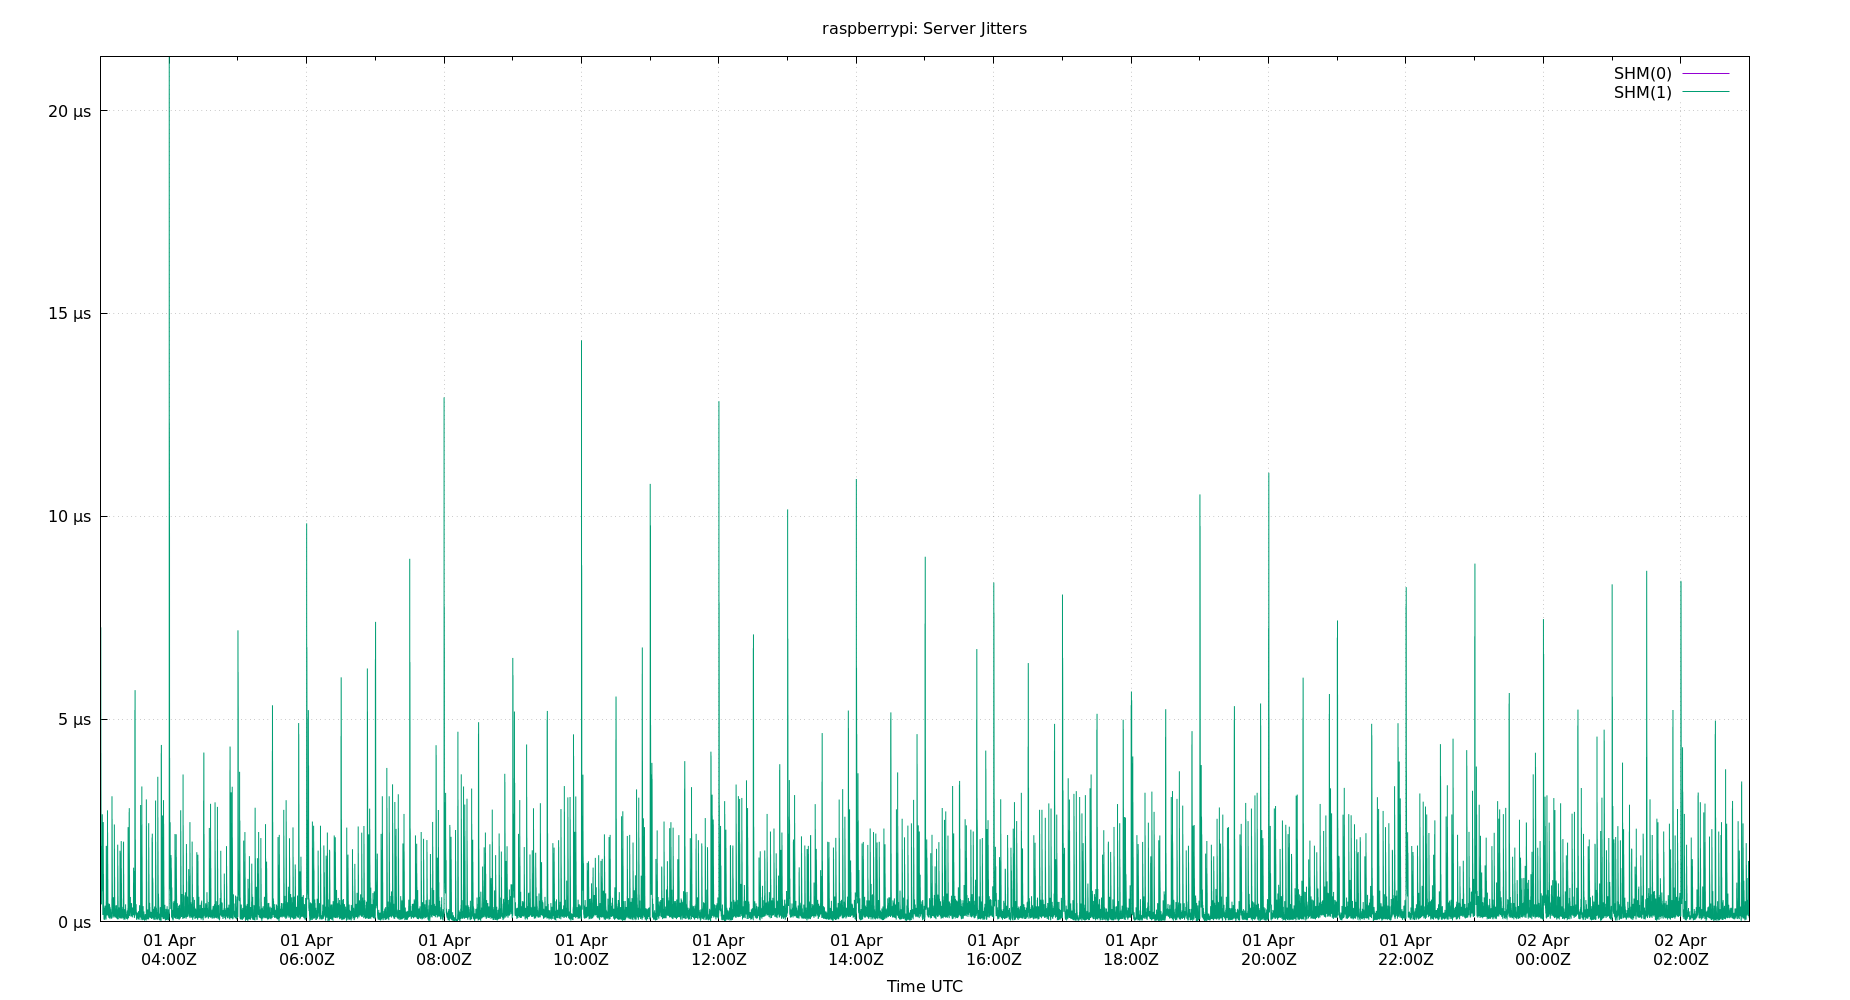 raspberrypi: Server Jitters
SHM(0)
SHM(1)
20 µs
15 µs
10 µs
5 µs
0 µs
01 Apr 01 Apr 01 Apr 01 Apr 01 Apr 01 Apr 01 Apr 01 Apr 01 Apr 01 Apr 02 Apr 02 Apr
04:00Z 06:00Z 08:00Z 10:00Z 12:00Z 14:00Z 16:00Z 18:00Z 20:00Z 22:00Z 00:00Z 02:00Z
Time UTC